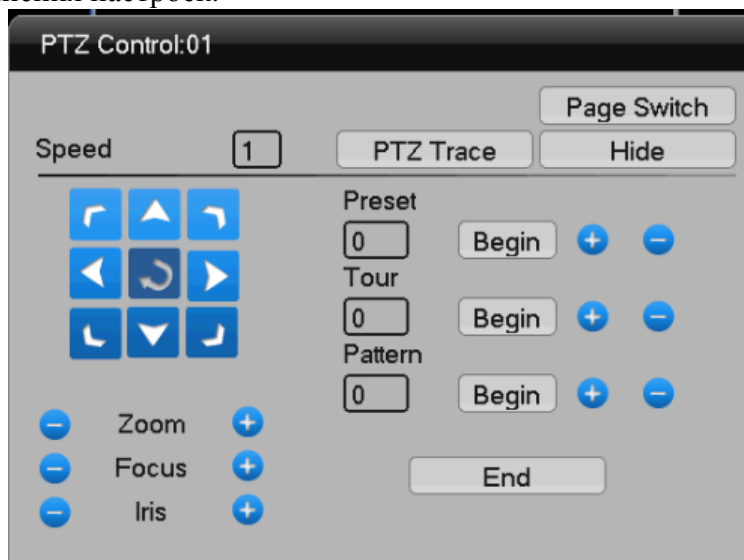 PTZ Control:01
Page Switch
Speed 1 PTZ Trace Hide
Preset
0 Begin
Tour
0 Begin
Pattern
0 Begin
Zoom
Focus
Iris
End